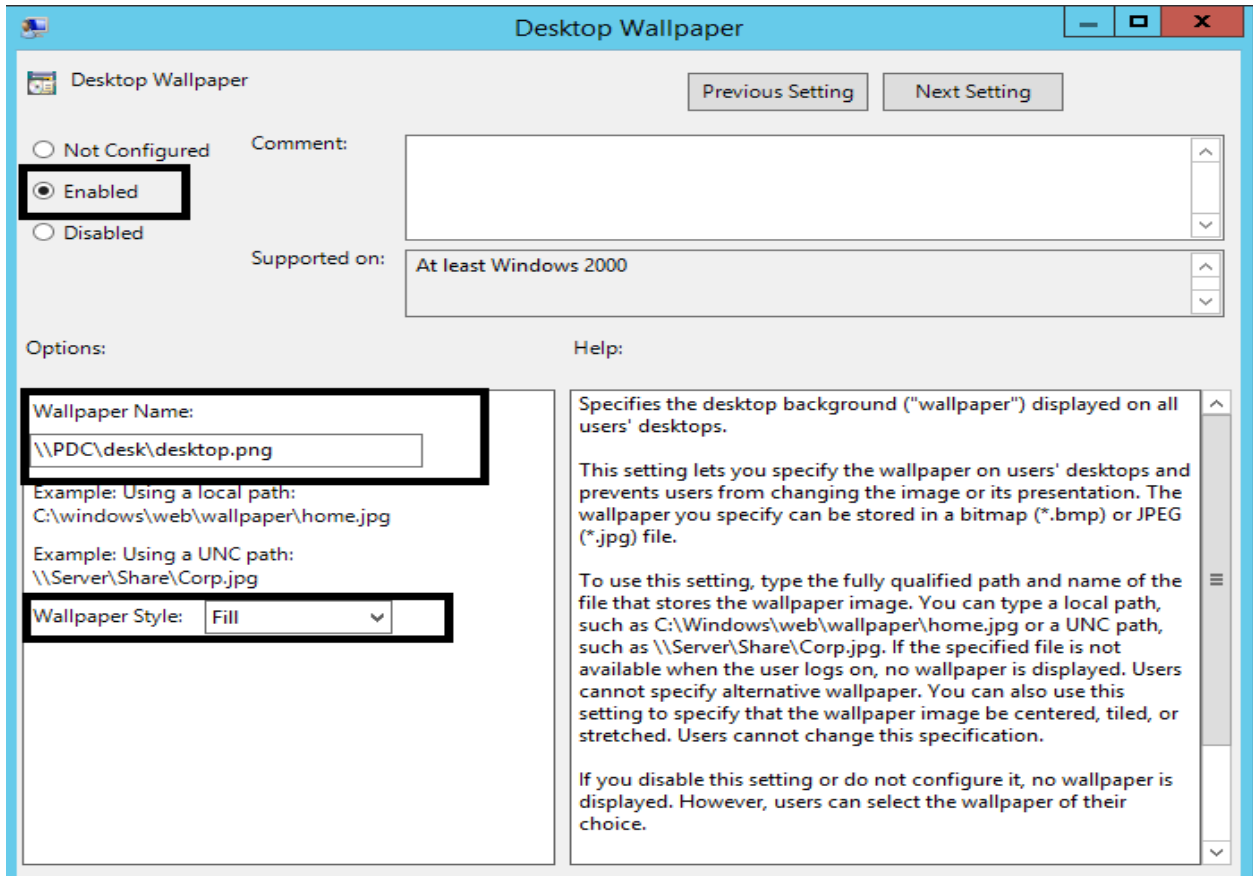 Desktop Wallpaper
Desktop Wallpaper
Previous Setting
Next Setting
Not Configured
Comment:
Enabled
Disabled
Supported on:
At least Windows 2000
Options:
Help:
Wallpaper Name:
\\PDC\desk\desktop.png
Example: Using a local path:
C:\windows\web\wallpaper\home.jpg
Example: Using a UNC path:
\\Server\Share\Corp.jpg
Wallpaper Style: Fill
Specifies the desktop background ("wallpaper") displayed on all
users' desktops.
This setting lets you specify the wallpaper on users' desktops and
prevents users from changing the image or its presentation. The
wallpaper you specify can be stored in a bitmap (*.bmp) or JPEG
(*.jpg) file.
To use this setting, type the fully qualified path and name of the
file that stores the wallpaper image. You can type a local path,
such as C:\Windows\web\wallpaper\home.jpg or a UNC path,
such as \\Server\Share\Corp.jpg. If the specified file is not
available when the user logs on, no wallpaper is displayed. Users
cannot specify alternative wallpaper. You can also use this
setting to specify that the wallpaper image be centered, tiled, or
stretched. Users cannot change this specification.
If you disable this setting or do not configure it, no wallpaper is
displayed. However, users can select the wallpaper of their
choice.